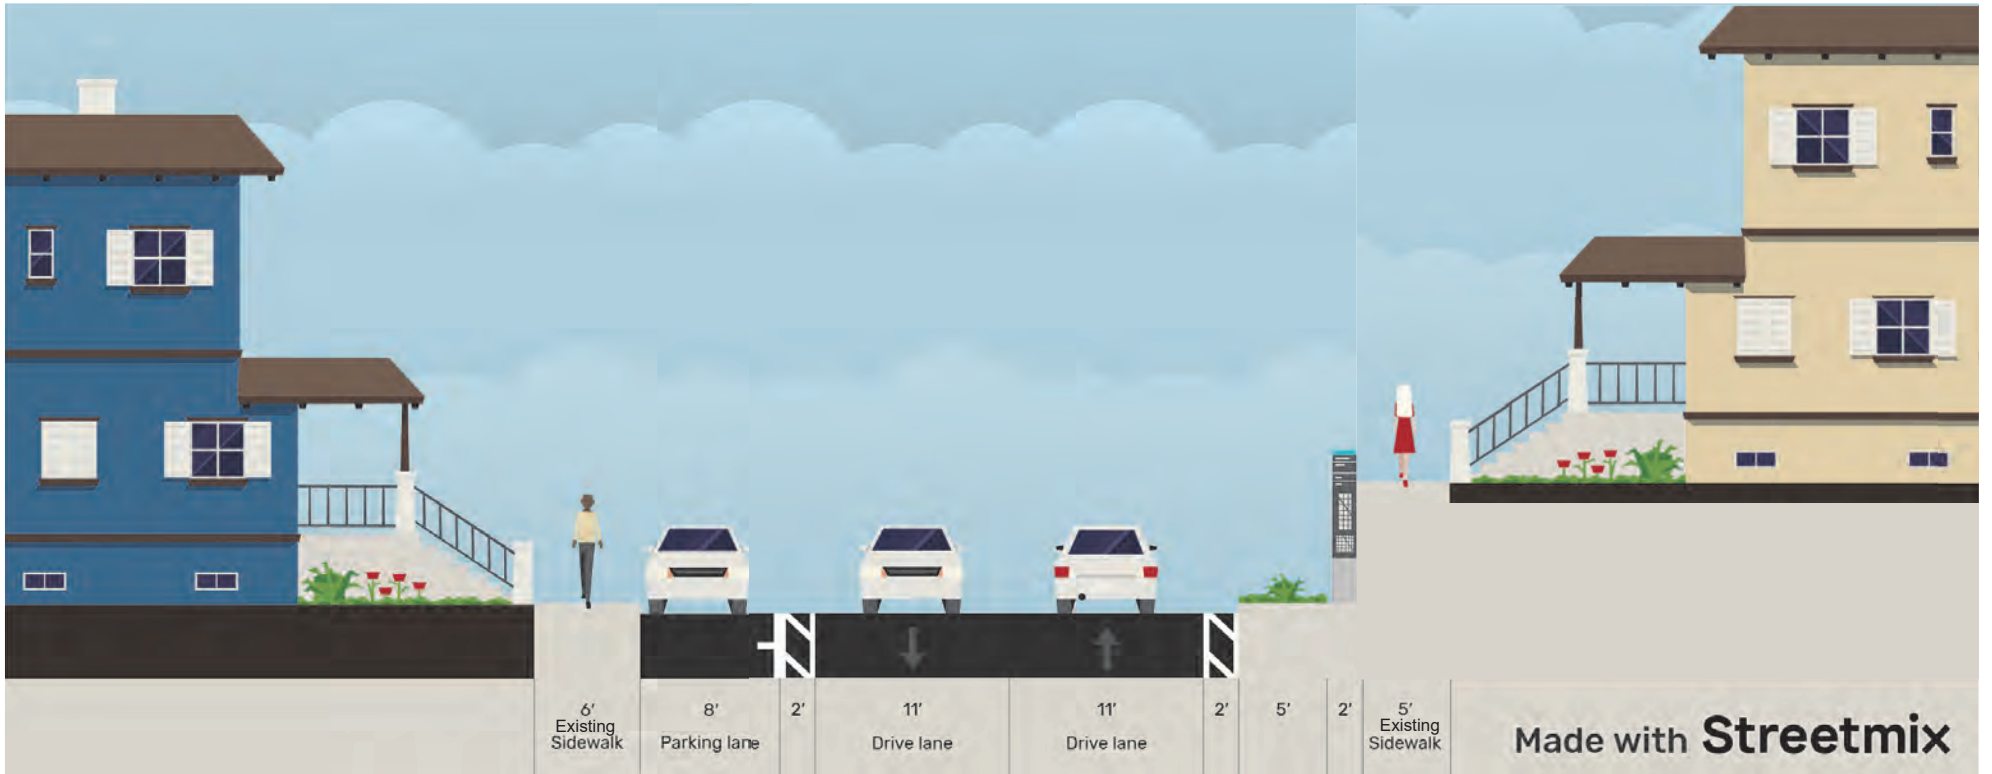 6′
Existing
Sidewalk
8′
Parking lane
2′
11′
Drive lane
11′
Drive lane
2′
5′
2′
5′
Existing
Sidewalk
Made with Streetmix